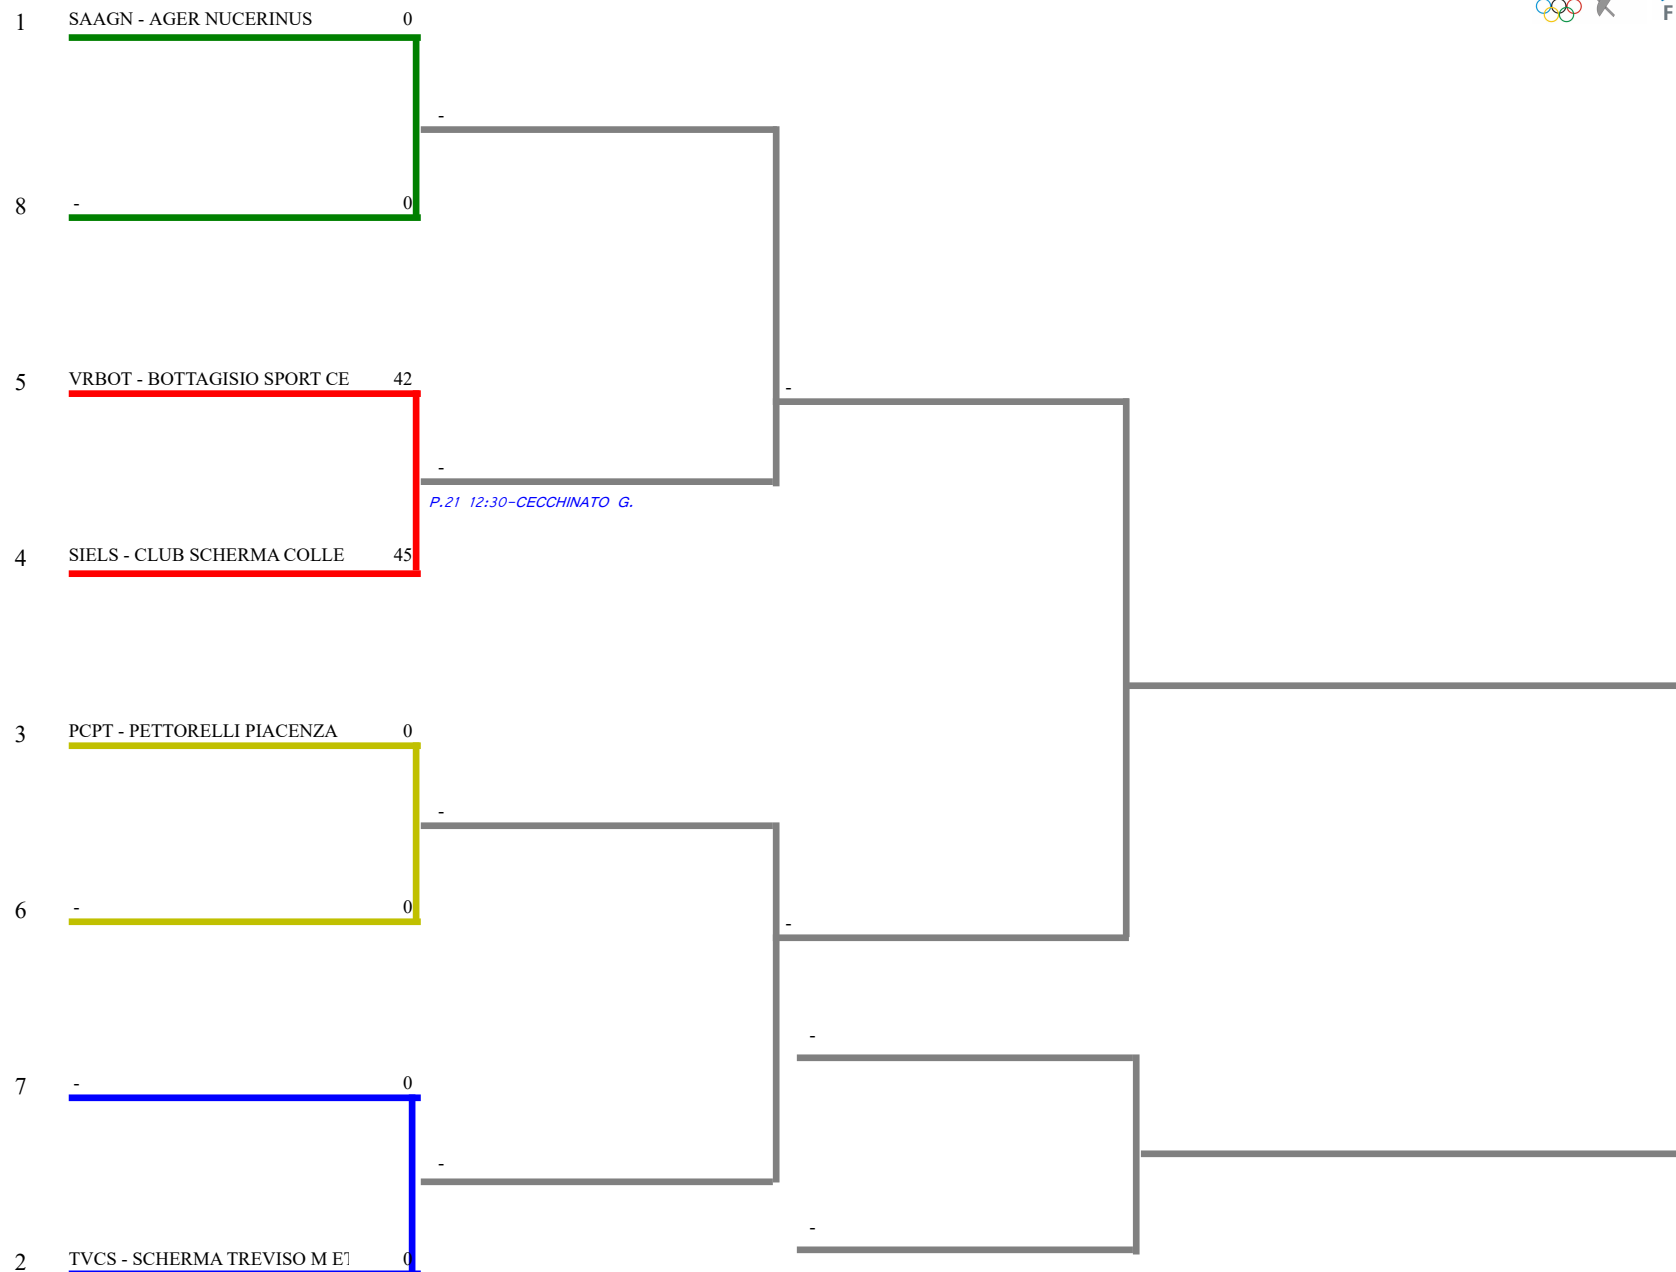 1 SAAGN - AGER NUCERINUS 0
F
-
8 - 0
5 VRBOT - BOTTAGISIO SPORT CE 42
-
-
P.21 12:30-CECCHINATO G.
4 SIELS - CLUB SCHERMA COLLE 45
3 PCPT - PETTORELLI PIACENZA 0
-
6 - 0
-
-
7 - 0
-
-
2 TVCS - SCHERMA TREVISO M ET 0